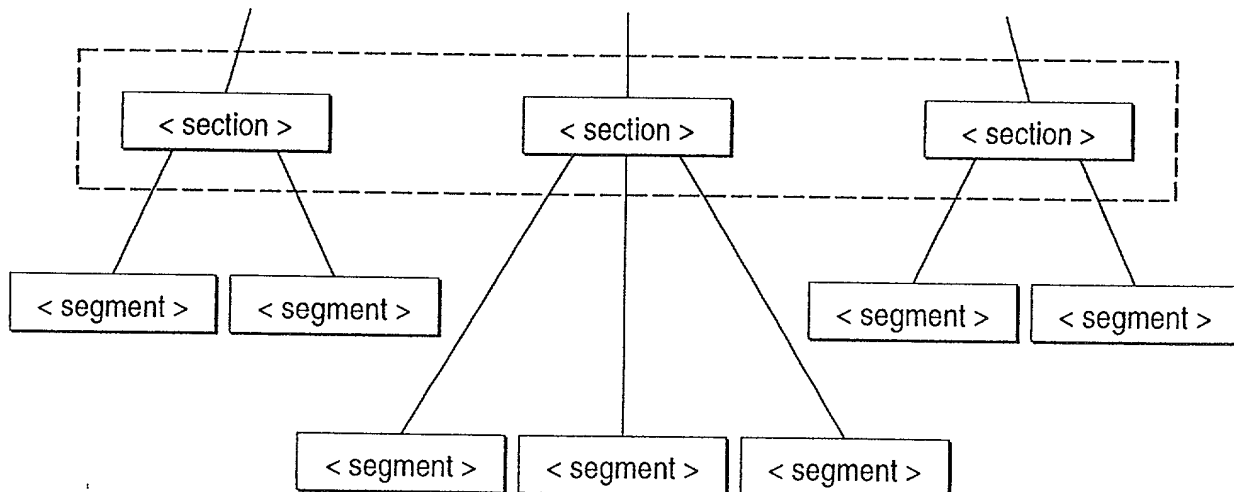 < section >
< section >
< section >
< segment >
< segment >
< segment >
< segment >
< segment >
< segment >
< segment >